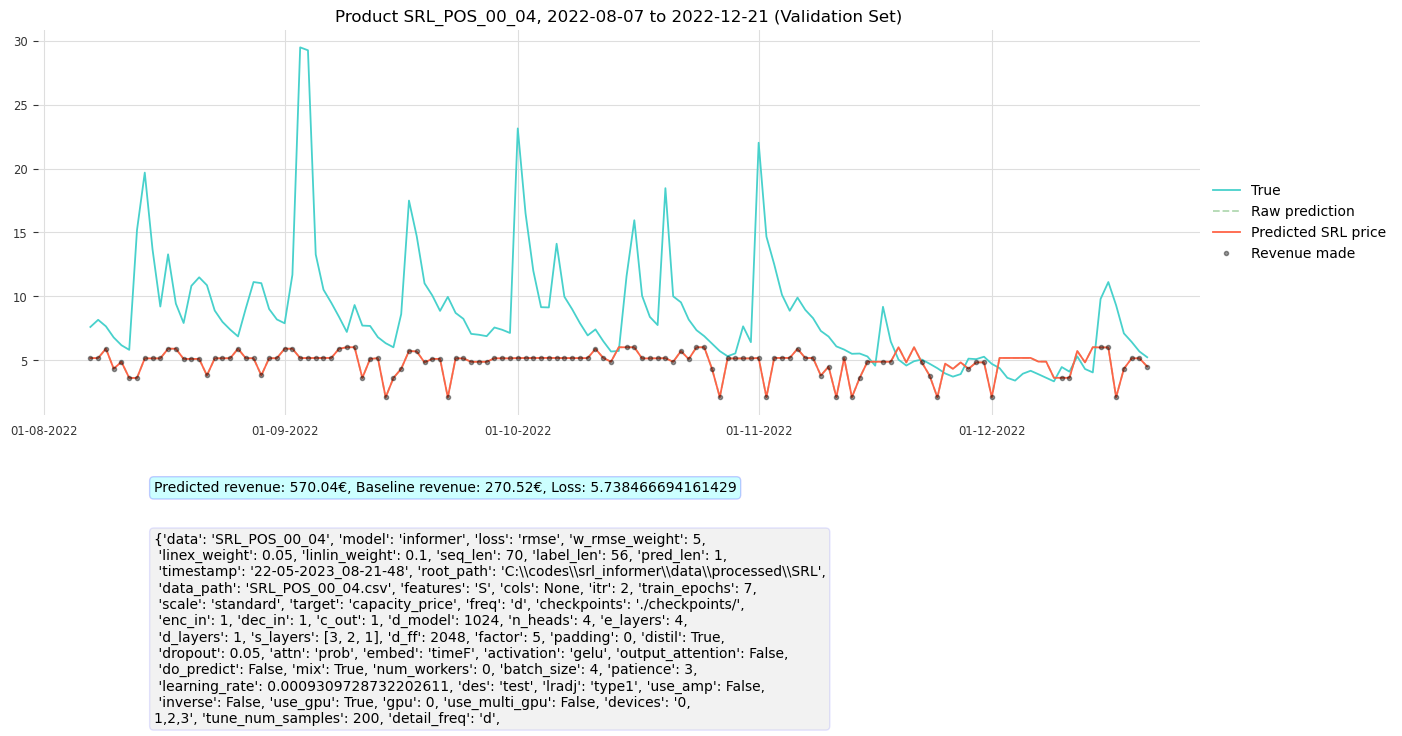 Product SRL_POS_00_04, 2022-08-07 to 2022-12-21 (Validation Set)
30
25
20
15
10
5
01-08-2022
01-09-2022
01-10-2022
01-11-2022
01-12-2022
True
Raw prediction
Predicted SRL price
Revenue made
Predicted revenue: 570.04€, Baseline revenue: 270.52€, Loss: 5.738466694161429
{'data': 'SRL_POS_00_04', 'model': 'informer', 'loss': 'rmse', 'w_rmse_weight': 5,
'linex_weight': 0.05, 'linlin_weight': 0.1, 'seq_len': 70, 'label_len': 56, 'pred_len': 1,
'timestamp': '22-05-2023_08-21-48', 'root_path': 'C:\\codes\\srl_informer\\data\\processed\\SRL',
'data_path': 'SRL_POS_00_04.csv', 'features': 'S', 'cols': None, 'itr': 2, 'train_epochs': 7,
'scale': 'standard', 'target': 'capacity_price', 'freq': 'd', 'checkpoints': './checkpoints/',
'enc_in': 1, 'dec_in': 1, 'c_out': 1, 'd_model': 1024, 'n_heads': 4, 'e_layers': 4,
'd_layers': 1, 's_layers': [3, 2, 1], 'd_ff': 2048, 'factor': 5, 'padding': 0, 'distil': True,
'dropout': 0.05, 'attn': 'prob', 'embed': 'timeF', 'activation': 'gelu', 'output_attention': False,
'do_predict': False, 'mix': True, 'num_workers': 0, 'batch_size': 4, 'patience': 3,
'learning_rate': 0.0009309728732202611, 'des': 'test', 'lradj': 'type1', 'use_amp': False,
'inverse': False, 'use_gpu': True, 'gpu': 0, 'use_multi_gpu': False, 'devices': '0,
1,2,3', 'tune_num_samples': 200, 'detail_freq': 'd',